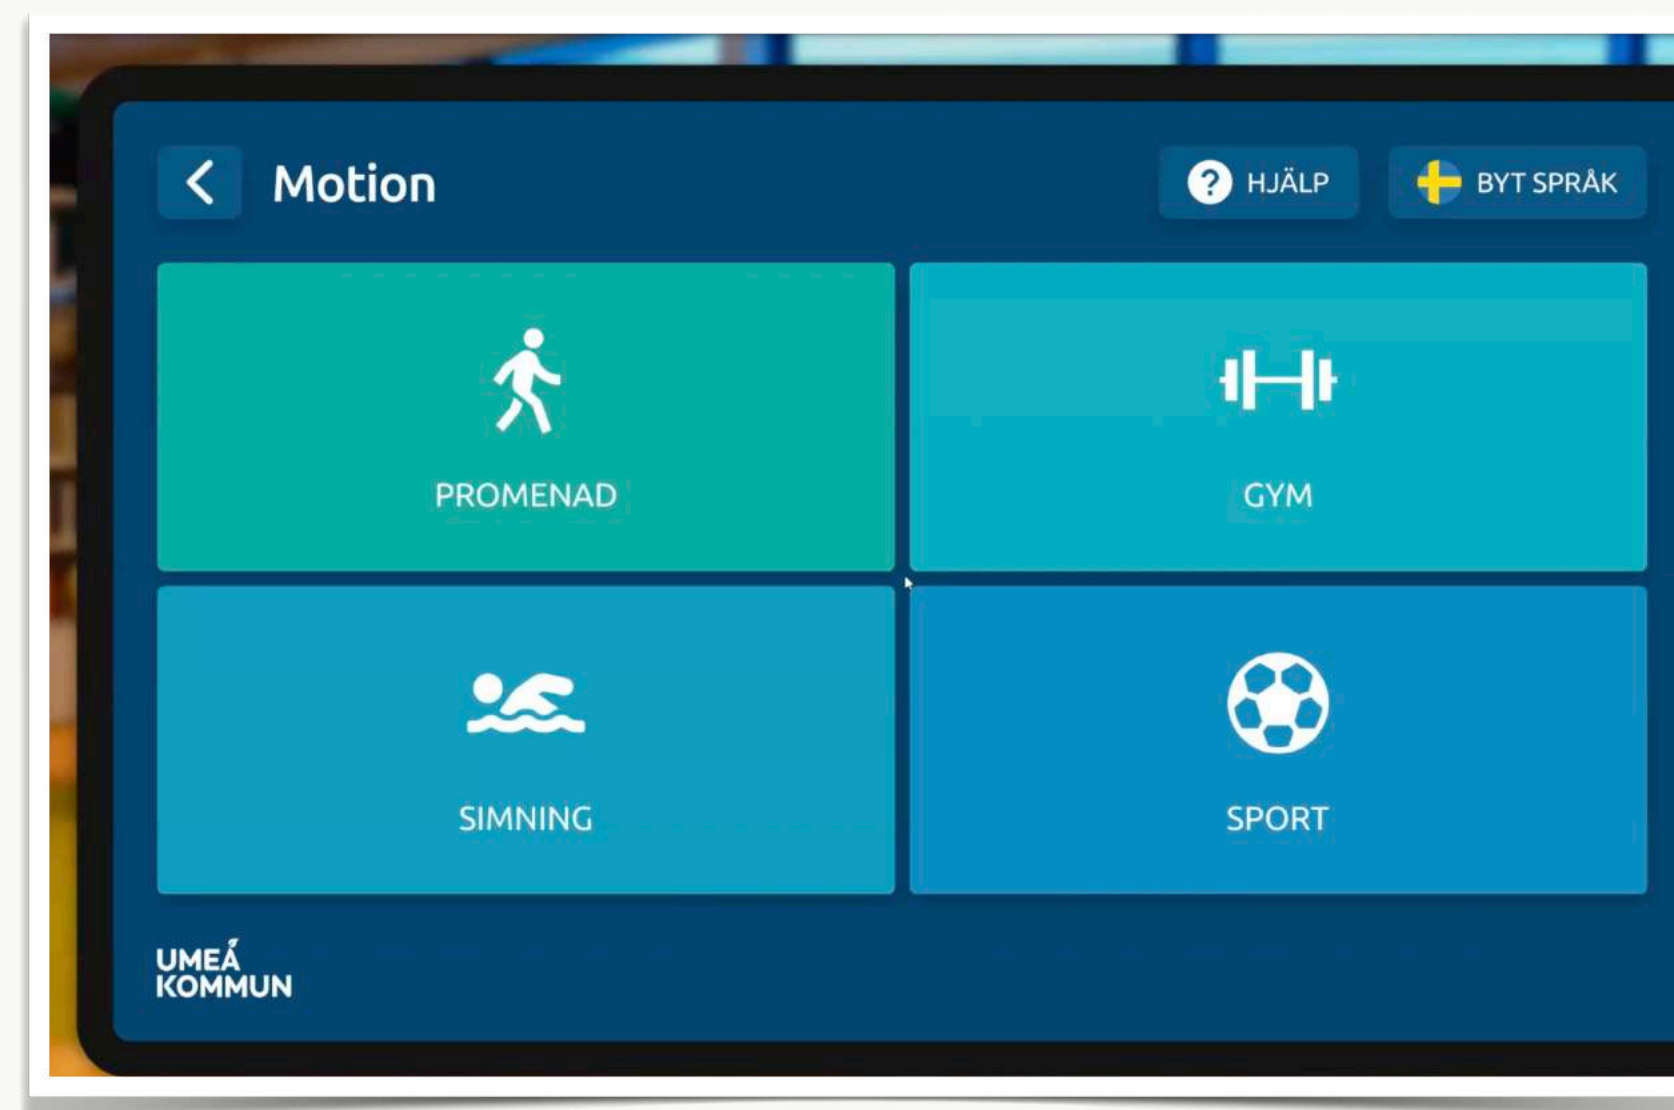 Motion
? HJÄLP
BYT SPRÅK
PROMENAD
GYM
SIMNING
SPORT
UMEÅ
KOMMUN